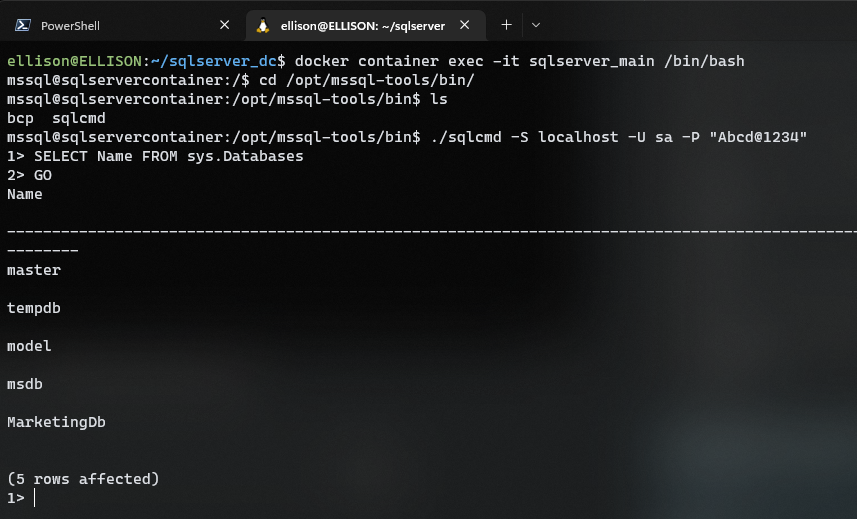 PowerShell
ellison@ELLISON: ~/sqlserver
ellison@ELLISON:~/sqlserver_dc$ docker container exec -it sqlserver_main /bin/bash
mssql@sqlservercontainer:/$ cd /opt/mssql-tools/bin/
mssql@sqlservercontainer:/opt/mssql-tools/bin$ ls
bcp  sqlcmd
mssql@sqlservercontainer:/opt/mssql-tools/bin$ ./sqlcmd -S localhost -U sa -P "Abcd@1234"
1> SELECT Name FROM sys.Databases
2> GO
Name
-----------------------------------------------------------------------------------------------
--------
master
tempdb
model
msdb
MarketingDb
(5 rows affected)
1>